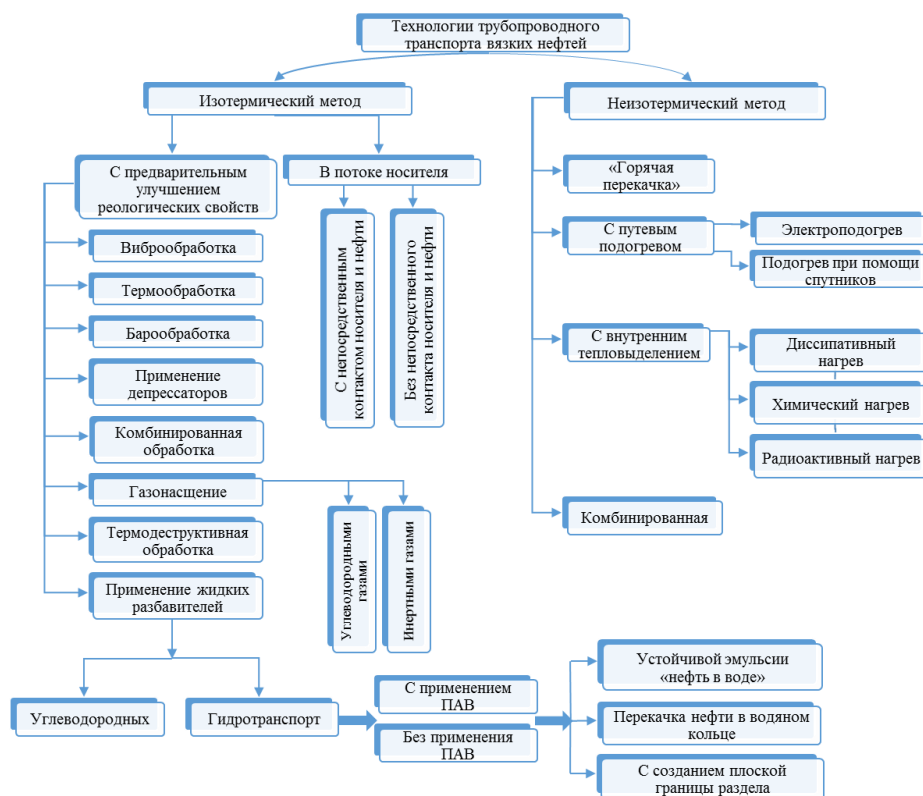 Технологии трубопроводного
транспорта вязких нефтей
Изотермический метод
Неизотермический метод
С предварительным
улучшением
реологических свойств
В потоке носителя
С непосредственным
контактом носителя и нефти
Без непосредственного
контакта носителя и нефти
Виброобработка
Термообработка
Барообработка
Применение
депрессаторов
Комбинированная
обработка
Газонасщение
Углеводородными
газами
Инертными газами
Термодеструктивная
обработка
Применение жидких
разбавителей
«Горячая
перекачка»
С путевым
подогревом
Электроподогрев
Подогрев при помощи
спутников
С внутренним
тепловыделением
Диссипативный
нагрев
Химический нагрев
Радиоактивный нагрев
Комбинированная
Углеводородных
Гидротранспорт
С применением
ПАВ
Без применения
ПАВ
Устойчивой эмульсии
«нефть в воде»
Перекачка нефти в водяном
кольце
С созданием плоской
границы раздела